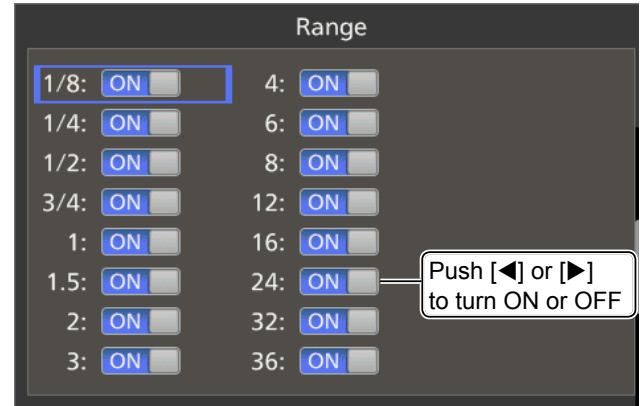 Range
1/8: ON 4: ON
1/4: ON 6: ON
1/2: ON 8: ON
3/4: ON 12: ON
1: ON 16: ON
1.5: ON 24: ON
2: ON 32: ON
3: ON 36: ON
Push [◀] or [▶]
to turn ON or OFF